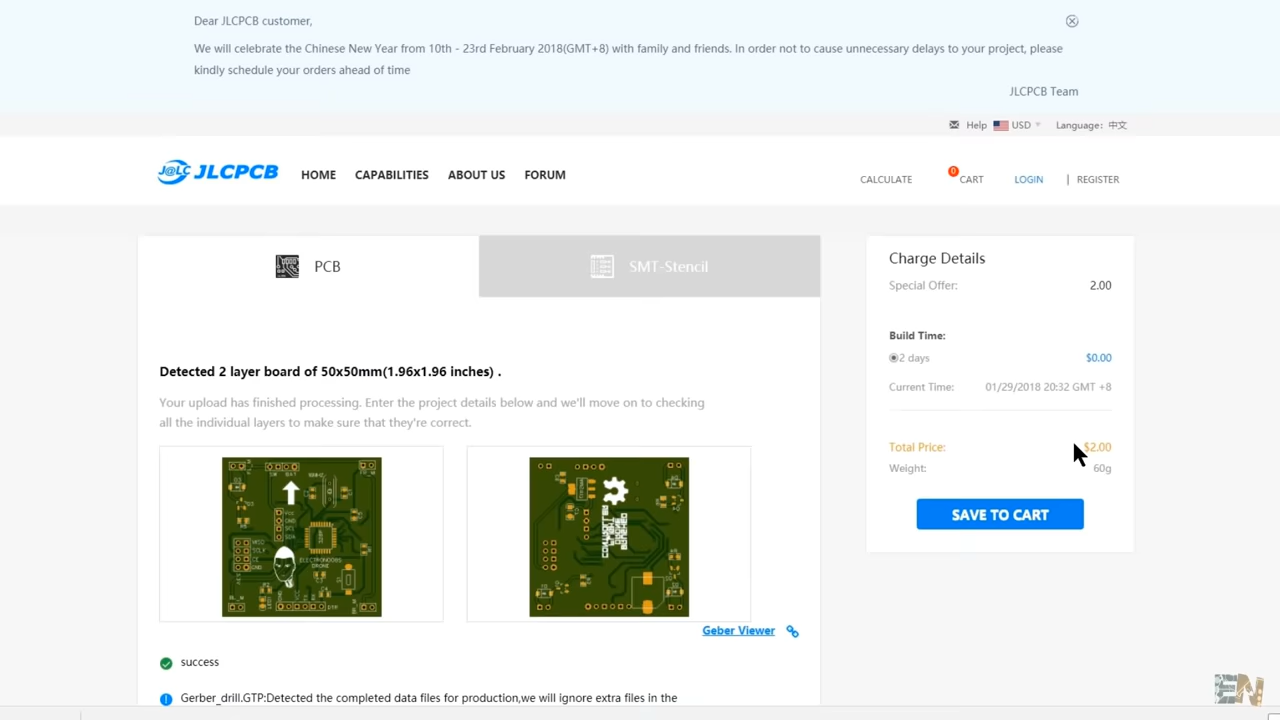 Dear JLCPCB customer,
We will celebrate the Chinese New Year from 10th - 23rd February 2018(GMT+8) with family and friends. In order not to cause unnecessary delays to your project, please
kindly schedule your orders ahead of time
JLCPCB Team
Help USD Language: 中文
J@LC JLCPCB HOME CAPABILITIES ABOUT US FORUM
CALCULATE 0 CART LOGIN | REGISTER
PCB SMT-Stencil
Charge Details
Special Offer: 2.00
Build Time:
2 days $0.00
Current Time: 01/29/2018 20:32 GMT +8
Total Price: $2.00
Weight: 60g
SAVE TO CART
Detected 2 layer board of 50x50mm(1.96x1.96 inches) .
Your upload has finished processing. Enter the project details below and we'll move on to checking
all the individual layers to make sure that they're correct.
ELECTRONOOBS
DRONE
Geber Viewer
success
Gerber_drill.GTP:Detected the completed data files for production,we will ignore extra files in the
EN